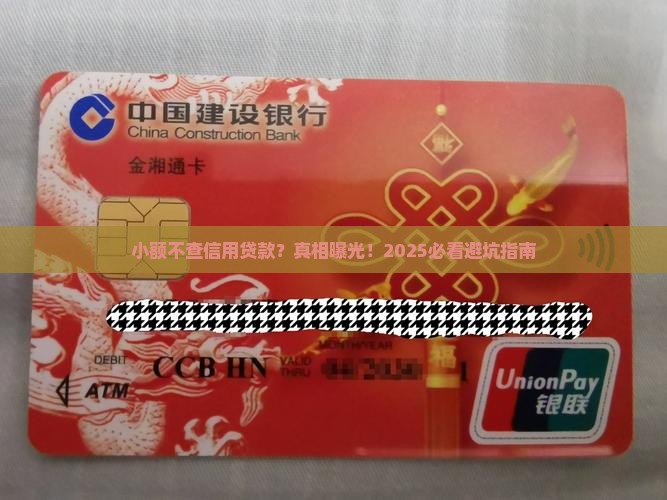 中国建设银行
China Construction Bank
金湘通卡
福
小额不查信用贷款？真相曝光！2025必看避坑指南
MONTH/YEAR
DEBIT CCB HN VALID THRU
福
ATM
UnionPay
银联